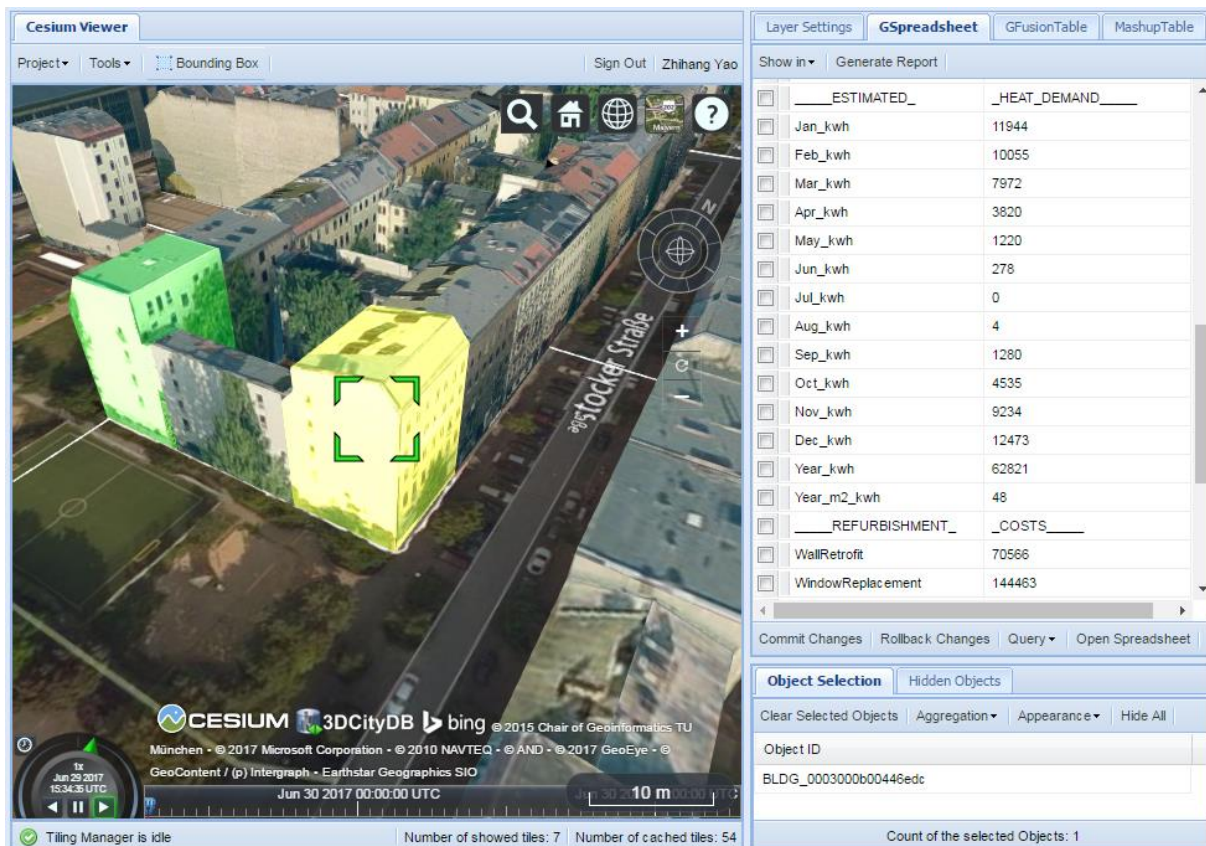 Cesium Viewer
Project Tools Bounding Box Sign Out Zhihang Yao
N
stocker Straße
+
−
CESIUM 3DCityDB bing © 2015 Chair of Geoinformatics TU
München • © 2017 Microsoft Corporation • © 2010 NAVTEQ • © AND • © 2017 GeoEye • ©
GeoContent / (p) Intergraph • Earthstar Geographics SIO
1x
Jun 29 2017
15:34:35 UTC
Jun 30 2017 00:00:00 UTC
10 m
Tiling Manager is idle Number of showed tiles: 7 Number of cached tiles: 54
Layer Settings GSpreadsheet GFusionTable MashupTable
Show in Generate Report
_____ESTIMATED_ _HEAT_DEMAND_____
Jan_kwh 11944
Feb_kwh 10055
Mar_kwh 7972
Apr_kwh 3820
May_kwh 1220
Jun_kwh 278
Jul_kwh 0
Aug_kwh 4
Sep_kwh 1280
Oct_kwh 4535
Nov_kwh 9234
Dec_kwh 12473
Year_kwh 62821
Year_m2_kwh 48
_____REFURBISHMENT_ _COSTS_____
WallRetrofit 70566
WindowReplacement 144463
Commit Changes Rollback Changes Query Open Spreadsheet
Object Selection Hidden Objects
Clear Selected Objects Aggregation Appearance Hide All
Object ID
BLDG_0003000b00446edc
Count of the selected Objects: 1